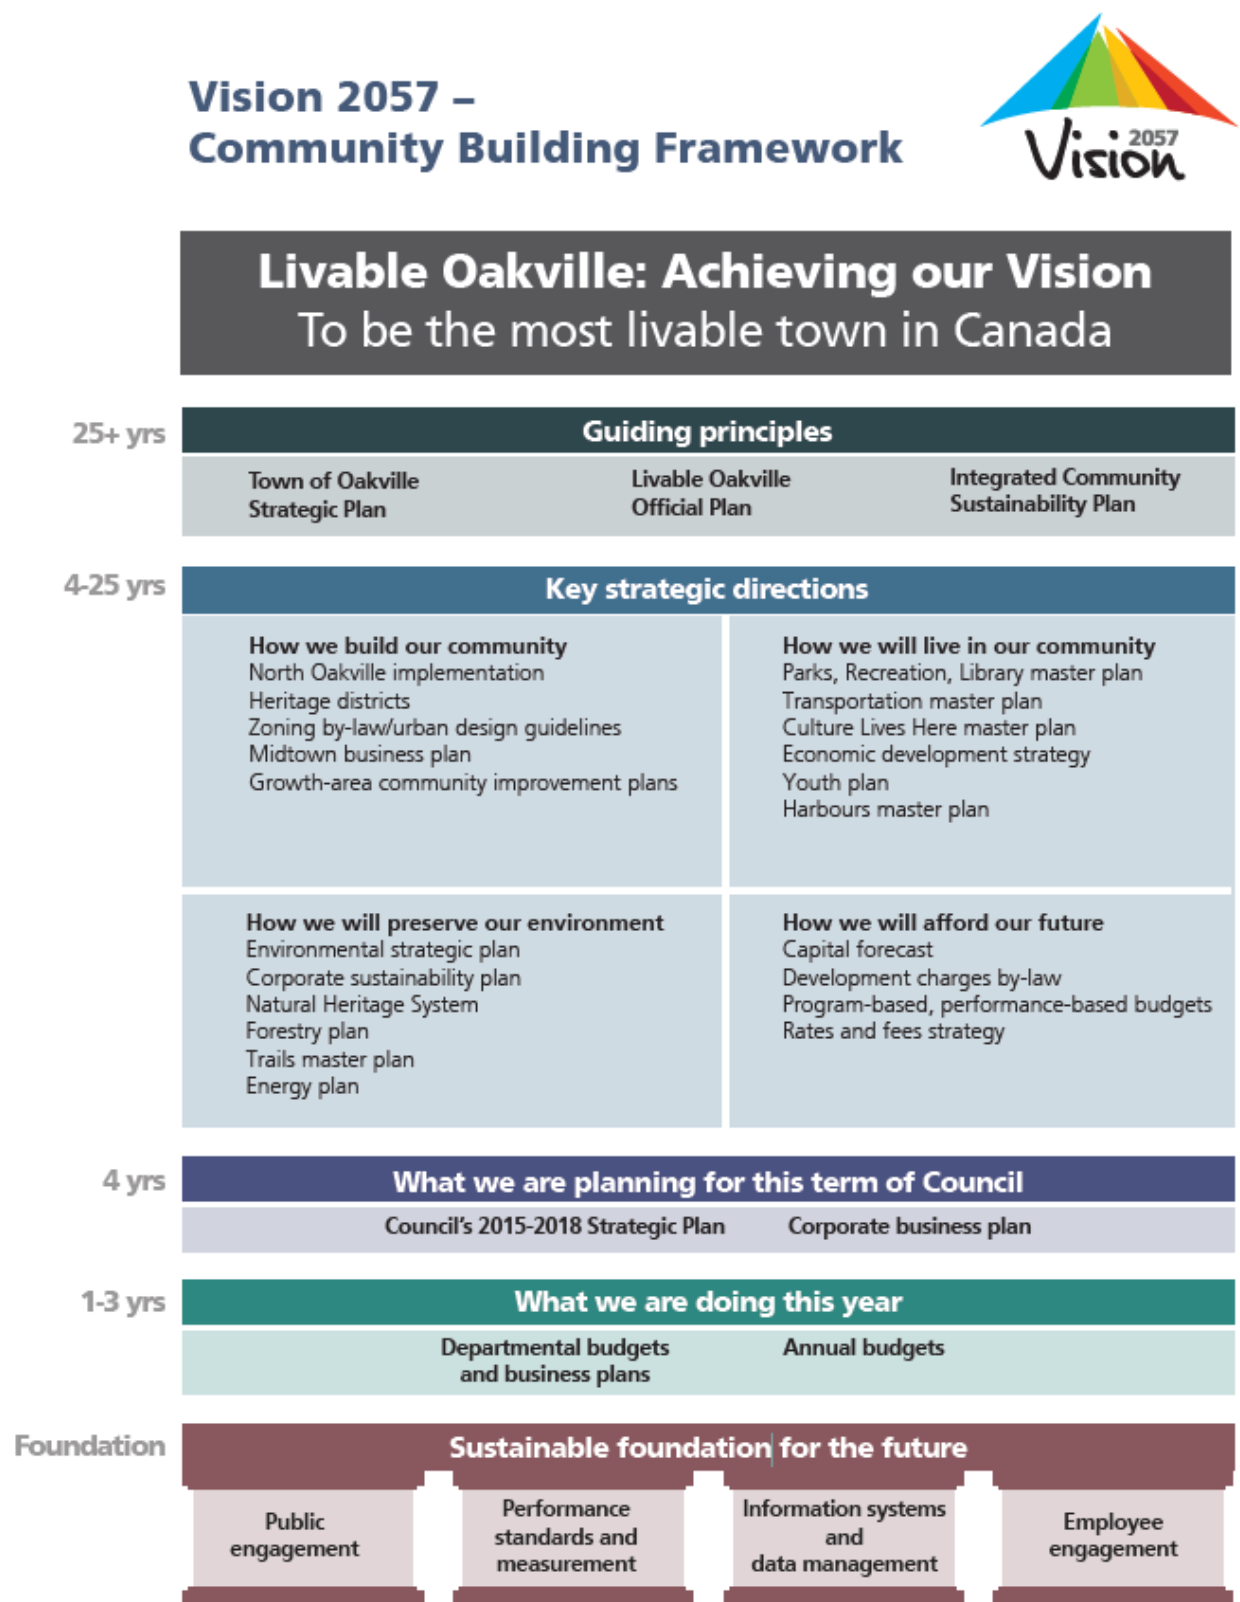 Vision 2057 –
Community Building Framework
Vision 2057
Livable Oakville: Achieving our Vision
To be the most livable town in Canada
25+ yrs
Guiding principles
Town of Oakville
Strategic Plan
Livable Oakville
Official Plan
Integrated Community
Sustainability Plan
4-25 yrs
Key strategic directions
How we build our community
North Oakville implementation
Heritage districts
Zoning by-law/urban design guidelines
Midtown business plan
Growth-area community improvement plans
How we will live in our community
Parks, Recreation, Library master plan
Transportation master plan
Culture Lives Here master plan
Economic development strategy
Youth plan
Harbours master plan
How we will preserve our environment
Environmental strategic plan
Corporate sustainability plan
Natural Heritage System
Forestry plan
Trails master plan
Energy plan
How we will afford our future
Capital forecast
Development charges by-law
Program-based, performance-based budgets
Rates and fees strategy
4 yrs
What we are planning for this term of Council
Council's 2015-2018 Strategic Plan
Corporate business plan
1-3 yrs
What we are doing this year
Departmental budgets
and business plans
Annual budgets
Foundation
Sustainable foundation for the future
Public
engagement
Performance
standards and
measurement
Information systems
and
data management
Employee
engagement